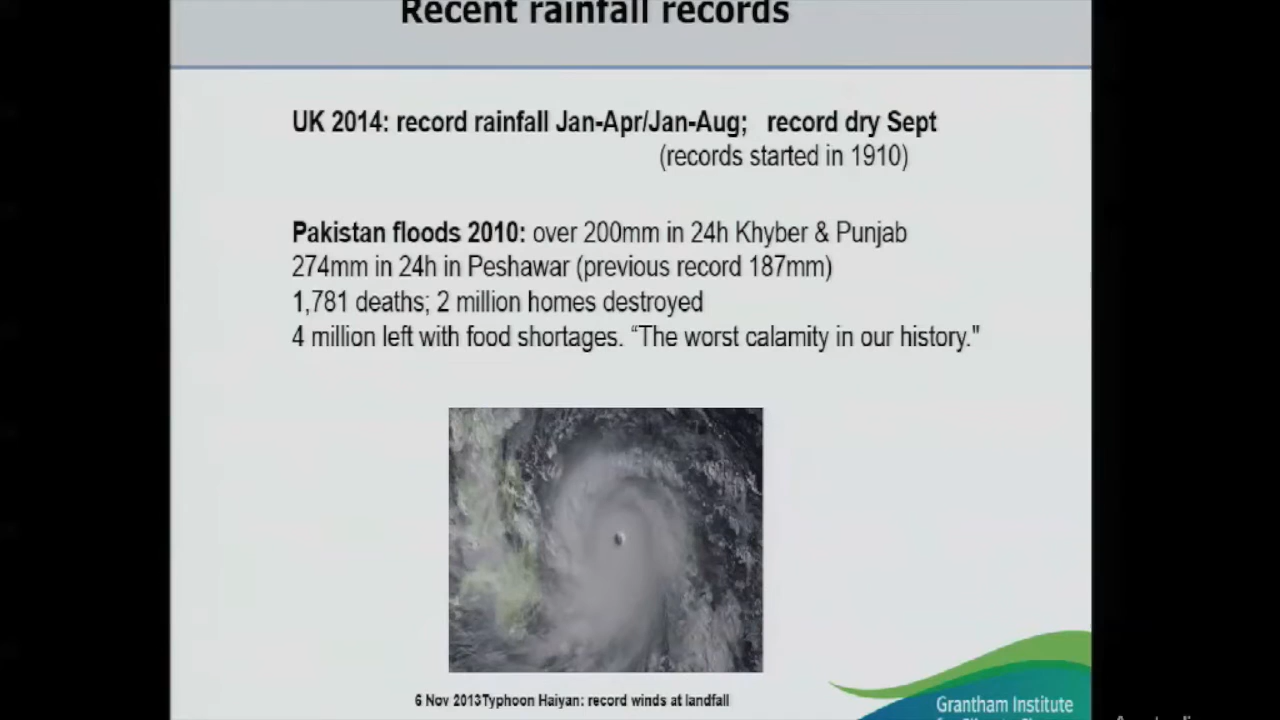 Recent rainfall records
UK 2014: record rainfall Jan-Apr/Jan-Aug; record dry Sept
(records started in 1910)
Pakistan floods 2010: over 200mm in 24h Khyber & Punjab
274mm in 24h in Peshawar (previous record 187mm)
1,781 deaths; 2 million homes destroyed
4 million left with food shortages. “The worst calamity in our history."
6 Nov 2013Typhoon Haiyan: record winds at landfall
Grantham Institute